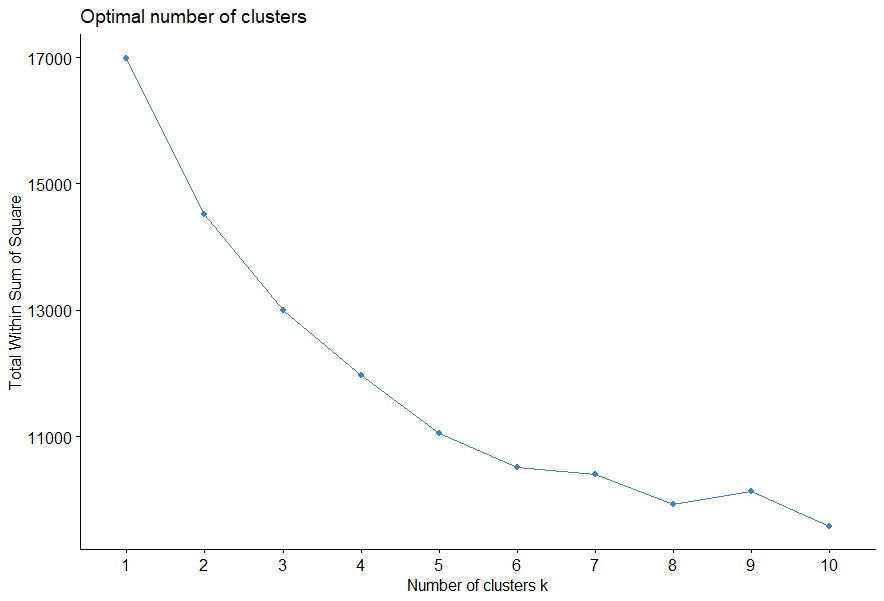 Optimal number of clusters
17000
15000
13000
11000
Total Within Sum of Square
1 2 3 4 5 6 7 8 9 10
Number of clusters k